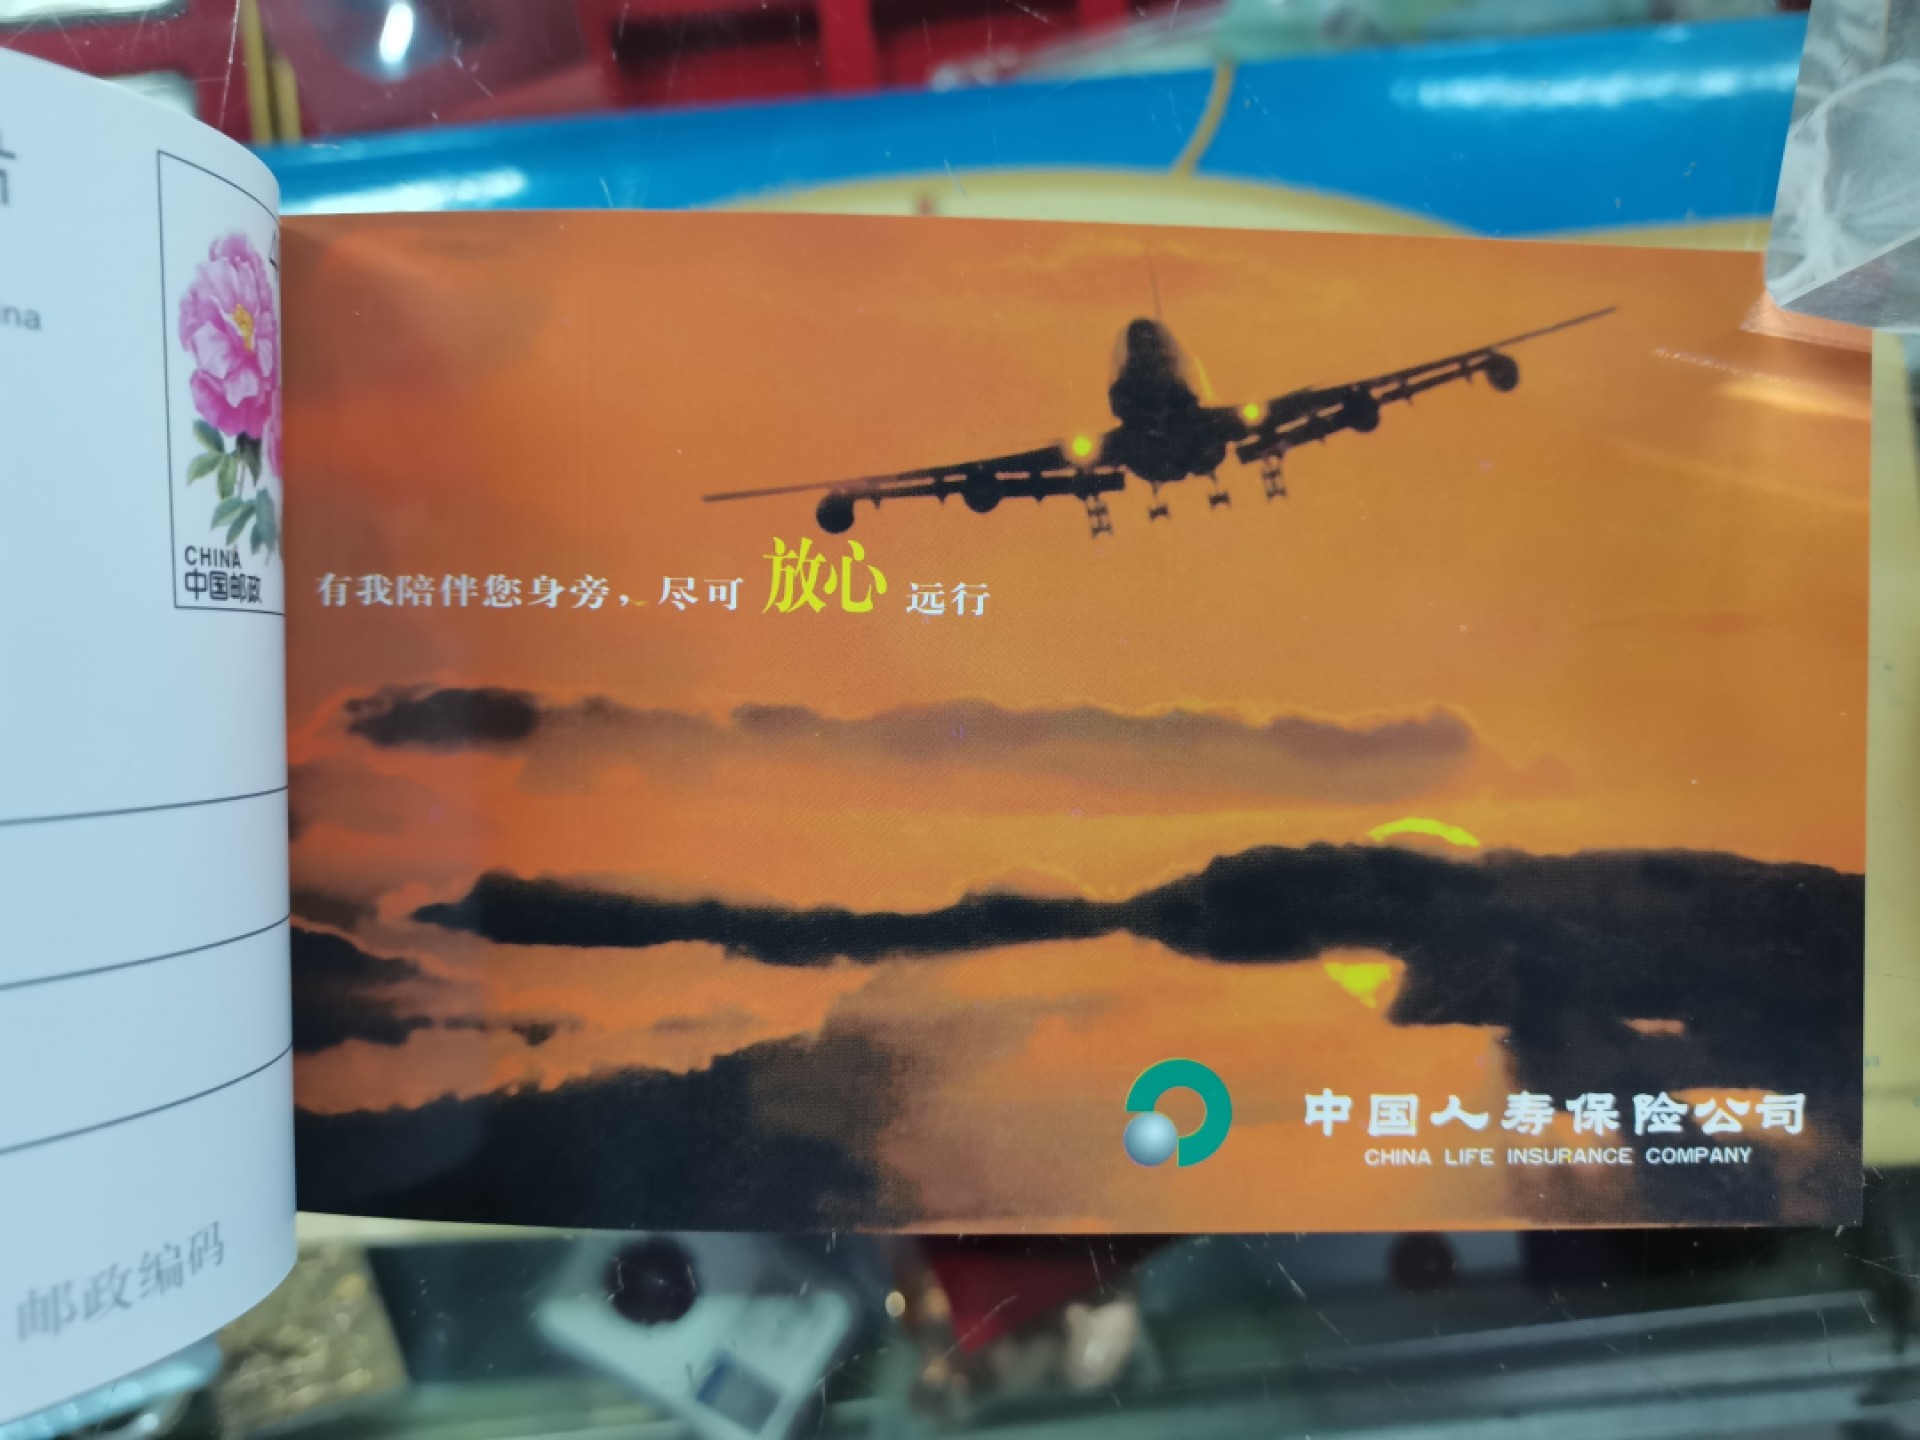 ina
CHINA
中国邮政
邮政编码
有我陪伴您身旁，尽可 放心 远行
中国人寿保险公司
CHINA LIFE INSURANCE COMPANY